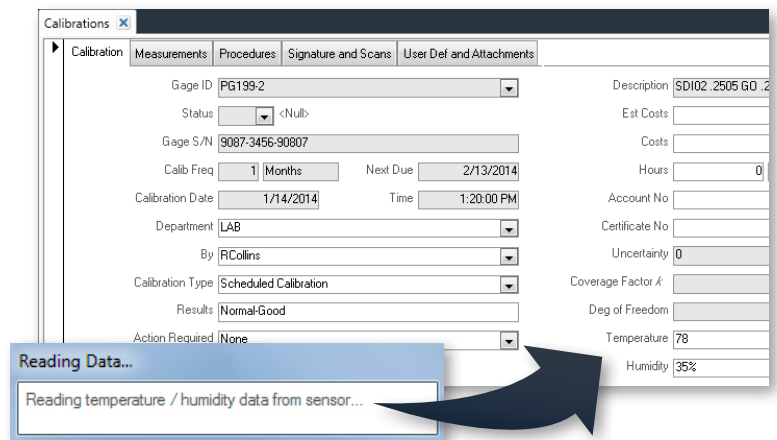 Calibrations
Calibration Measurements Procedures Signature and Scans User Def and Attachments
Gage ID PG199-2 Description SDI02 .2505 GO .2
Status <Null> Est Costs
Gage S/N 9087-3456-90807 Costs
Calib Freq 1 Months Next Due 2/13/2014 Hours 0
Calibration Date 1/14/2014 Time 1:20:00 PM Account No
Department LAB Certificate No
By RCollins Uncertainty 0
Calibration Type Scheduled Calibration Coverage Factor k
Results Normal-Good Deg of Freedom
Action Required None Temperature 78
Humidity 35%
Reading Data...
Reading temperature / humidity data from sensor...